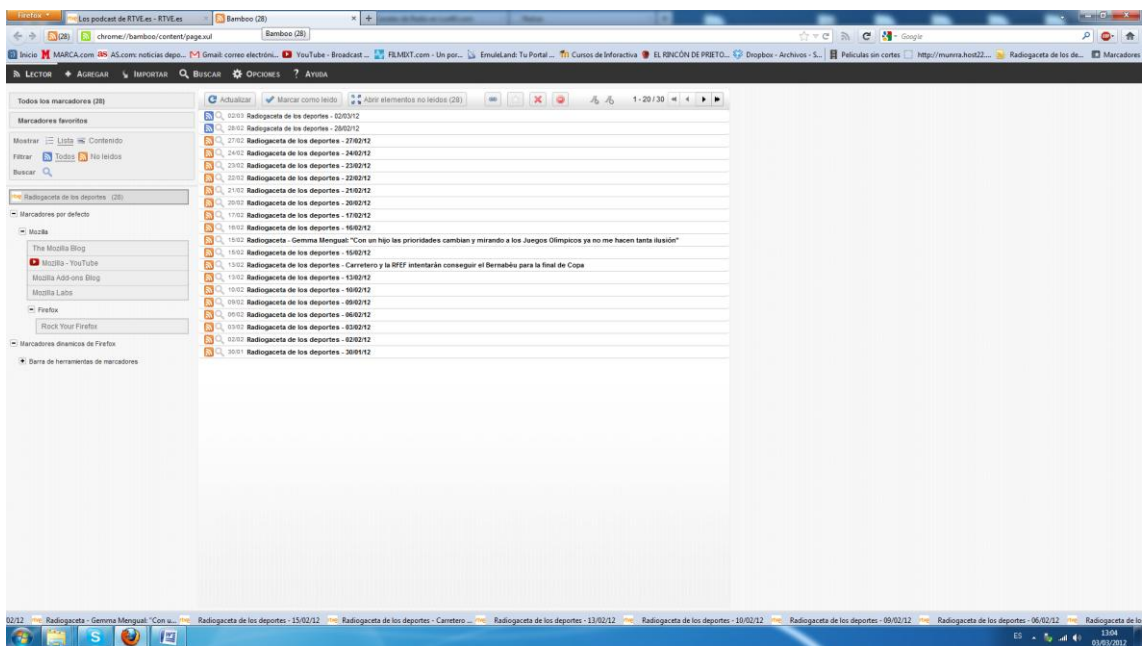 Firefox
Los podcast de RTVE.es - RTVE.es
Bamboo (28)
(28)
chrome://bamboo/content/page.xul
Bamboo (28)
Google
Inicio
MARCA.com
AS.com: noticias depo...
Gmail: correo electróni...
YouTube - Broadcast ...
FILMIXT.com - Un por...
EmuleLand: Tu Portal ...
Cursos de Inforactiva
EL RINCÓN DE PRIETO...
Dropbox - Archivos - S...
Peliculas sin cortes
http://munrra.host22....
Radiogaceta de los de...
Marcadores
LECTOR
AGREGAR
IMPORTAR
BUSCAR
OPCIONES
? AYUDA
Todos los marcadores (28)
Marcadores favoritos
Mostrar Lista Contenido
Filtrar Todos No leidos
Buscar
Radiogaceta de los deportes (28)
Marcadores por defecto
Mozilla
The Mozilla Blog
Mozilla - YouTube
Mozilla Add-ons Blog
Mozilla Labs
Firefox
Rock Your Firefox
Marcadores dinamicos de Firefox
Barra de herramientas de marcadores
Actualizar
Marcar como leido
Abrir elementos no leidos (28)
1 - 20 / 30
02/03 Radiogaceta de los deportes - 02/03/12
28/02 Radiogaceta de los deportes - 28/02/12
27/02 Radiogaceta de los deportes - 27/02/12
24/02 Radiogaceta de los deportes - 24/02/12
23/02 Radiogaceta de los deportes - 23/02/12
22/02 Radiogaceta de los deportes - 22/02/12
21/02 Radiogaceta de los deportes - 21/02/12
20/02 Radiogaceta de los deportes - 20/02/12
17/02 Radiogaceta de los deportes - 17/02/12
16/02 Radiogaceta de los deportes - 16/02/12
15/02 Radiogaceta - Gemma Mengual: "Con un hijo las prioridades cambian y mirando a los Juegos Olímpicos ya no me hacen tanta ilusión"
15/02 Radiogaceta de los deportes - 15/02/12
13/02 Radiogaceta de los deportes - Carretero y la RFEF intentarán conseguir el Bernabéu para la final de Copa
13/02 Radiogaceta de los deportes - 13/02/12
10/02 Radiogaceta de los deportes - 10/02/12
09/02 Radiogaceta de los deportes - 09/02/12
06/02 Radiogaceta de los deportes - 06/02/12
03/02 Radiogaceta de los deportes - 03/02/12
02/02 Radiogaceta de los deportes - 02/02/12
30/01 Radiogaceta de los deportes - 30/01/12
02/12
Radiogaceta - Gemma Mengual: "Con u...
Radiogaceta de los deportes - 15/02/12
Radiogaceta de los deportes - Carretero ...
Radiogaceta de los deportes - 13/02/12
Radiogaceta de los deportes - 10/02/12
Radiogaceta de los deportes - 09/02/12
Radiogaceta de los deportes - 06/02/12
Radiogaceta de lo
ES
13:04
03/03/2012